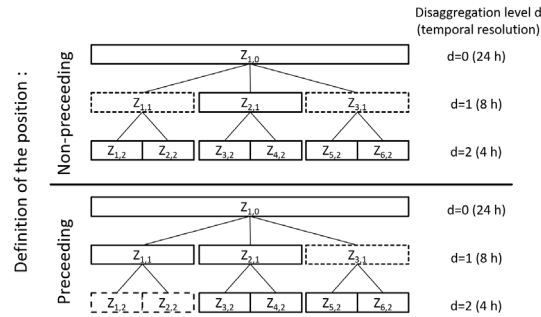 Disaggregation level d
(temporal resolution)
Definition of the position :
Non-preceeding
Z1,0
d=0 (24 h)
Z1,1 Z2,1 Z3,1
d=1 (8 h)
Z1,2 Z2,2 Z3,2 Z4,2 Z5,2 Z6,2
d=2 (4 h)
Preceeding
Z1,0
d=0 (24 h)
Z1,1 Z2,1 Z3,1
d=1 (8 h)
Z1,2 Z2,2 Z3,2 Z4,2 Z5,2 Z6,2
d=2 (4 h)